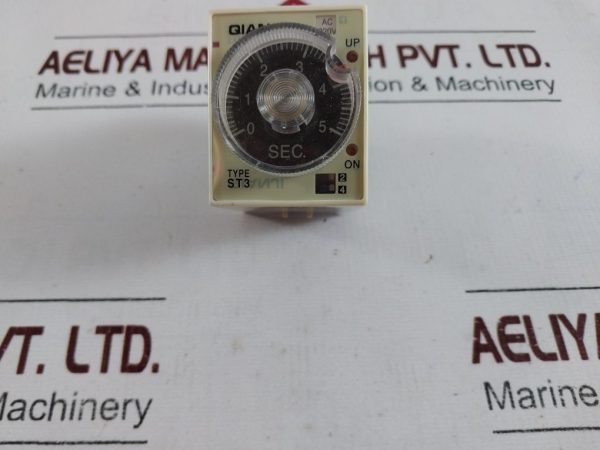 AELIYA MA H PVT. LTD.
Marine & Indus ion & Machinery
QIAN
AC
220V
UP
0 1 2 3 4 5
SEC.
ON
TYPE
ST3
2
4
VT. LTD.
Machinery
AELIYA
Marine